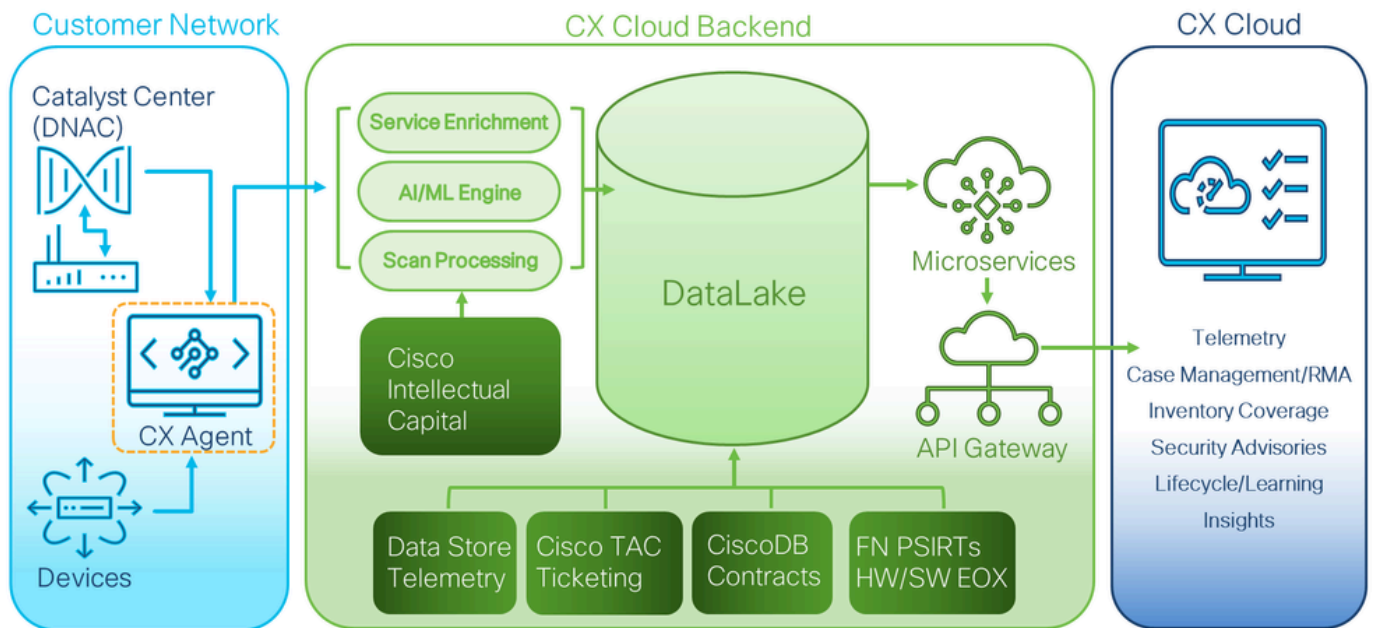 Customer Network
CX Cloud Backend
CX Cloud
Catalyst Center
(DNAC)
CX Agent
Devices
Service Enrichment
AI/ML Engine
Scan Processing
Cisco
Intellectual
Capital
DataLake
Microservices
API Gateway
Data Store
Telemetry
Cisco TAC
Ticketing
CiscoDB
Contracts
FN PSIRTs
HW/SW EOX
Telemetry
Case Management/RMA
Inventory Coverage
Security Advisories
Lifecycle/Learning
Insights